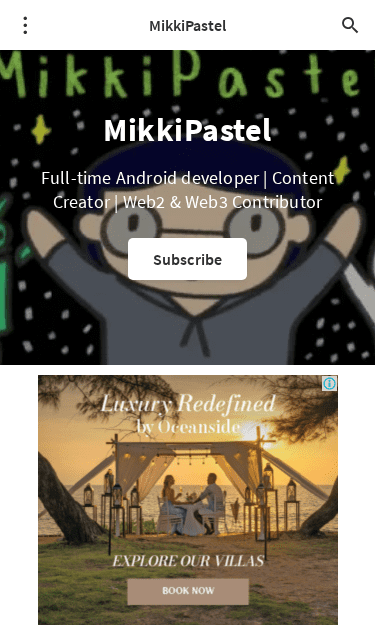 MikkiPastel
MikkiPaste
MikkiPastel
Full-time Android developer | Content
Creator | Web2 & Web3 Contributor
Subscribe
Luxury Redefined
by Oceanside
EXPLORE OUR VILLAS
BOOK NOW